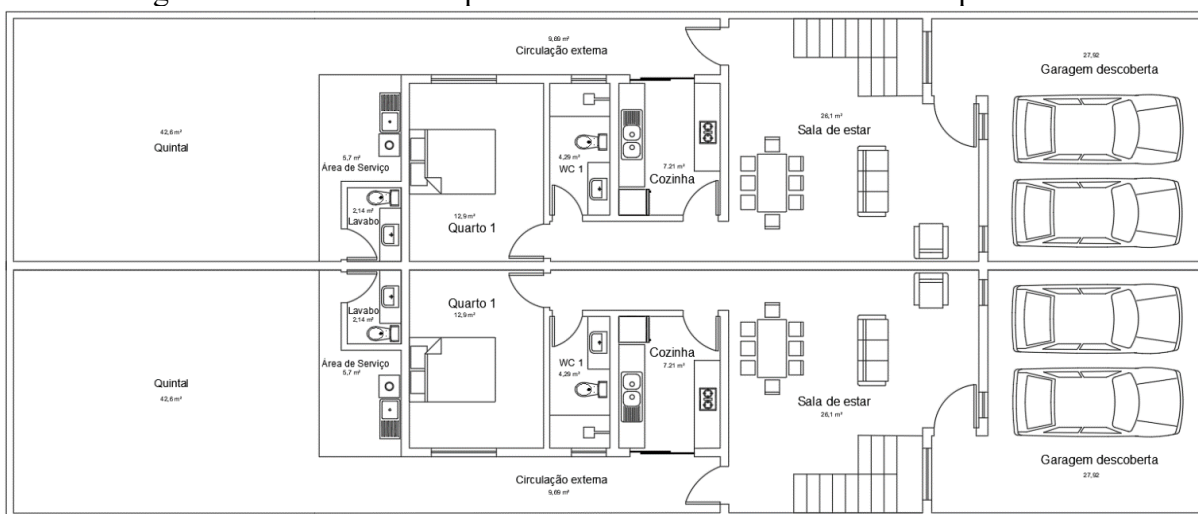 9,69 m²
Circulação externa
27,92
Garagem descoberta
42,6 m²
Quintal
5,7 m²
Área de Serviço
4,29 m²
WC 1
7.21 m²
Cozinha
26,1 m²
Sala de estar
2,14 m²
Lavabo
12,9 m²
Quarto 1
Lavabo
2,14 m²
Quarto 1
12,9 m²
Área de Serviço
5,7 m²
WC 1
4,29 m²
Cozinha
7.21 m²
Quintal
42,6 m²
Sala de estar
26,1 m²
Garagem descoberta
27,92
Circulação externa
9,69 m²